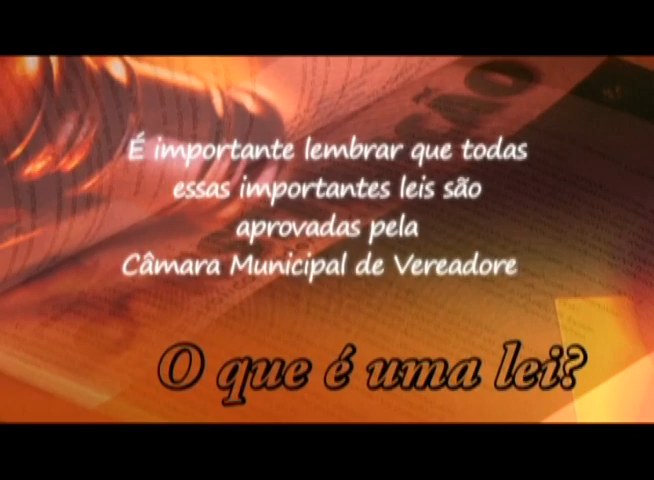 É importante lembrar que todas
essas importantes leis são
aprovadas pela
Câmara Municipal de Vereadore
O que é uma lei?